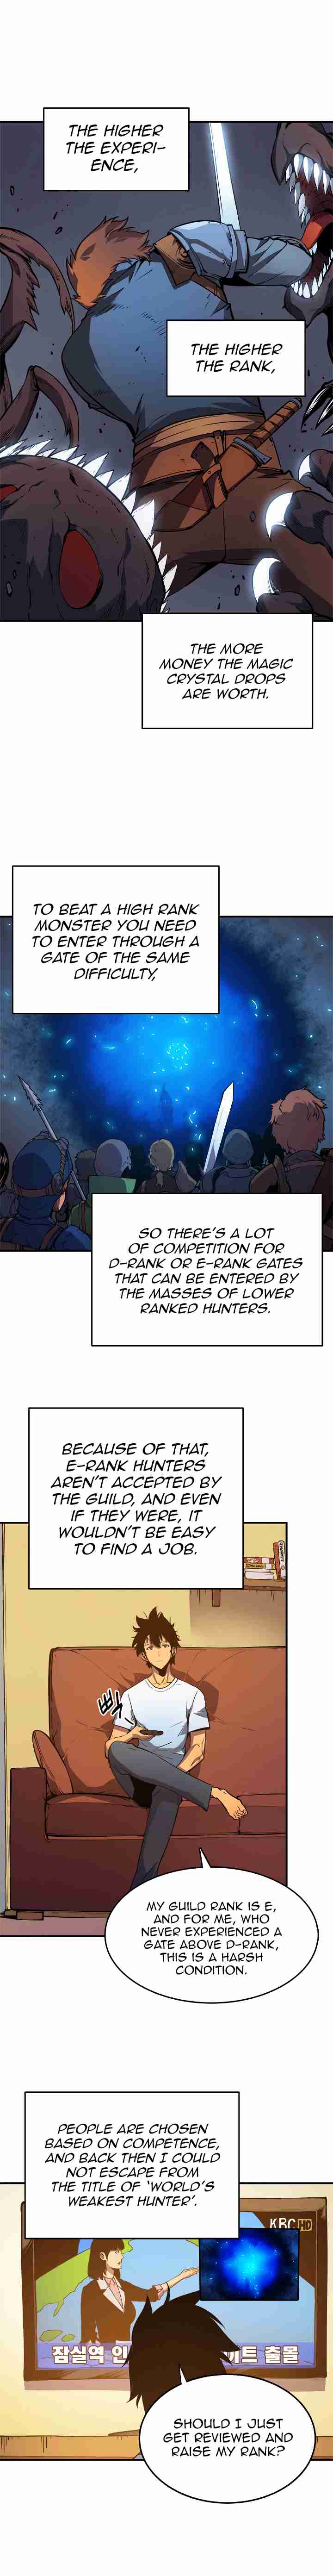 THE HIGHER
THE EXPERI-
ENCE,
THE HIGHER
THE RANK,
THE MORE
MONEY THE MAGIC
CRYSTAL DROPS
ARE WORTH.
TO BEAT A HIGH RANK
MONSTER YOU NEED
TO ENTER THROUGH A
GATE OF THE SAME
DIFFICULTY,
SO THERE'S A LOT
OF COMPETITION FOR
D-RANK OR E-RANK GATES
THAT CAN BE ENTERED BY
THE MASSES OF LOWER
RANKED HUNTERS.
BECAUSE OF THAT,
E-RANK HUNTERS
AREN'T ACCEPTED BY
THE GUILD, AND EVEN
IF THEY WERE, IT
WOULDN'T BE EASY
TO FIND A JOB.
MY GUILD RANK IS E,
AND FOR ME, WHO
NEVER EXPERIENCED A
GATE ABOVE D-RANK,
THIS IS A HARSH
CONDITION.
PEOPLE ARE CHOSEN
BASED ON COMPETENCE,
AND BACK THEN I COULD
NOT ESCAPE FROM
THE TITLE OF 'WORLD'S
WEAKEST HUNTER'.
KBC HD
잠실역 인 이트 출몰
SHOULD I JUST
GET REVIEWED AND
RAISE MY RANK?